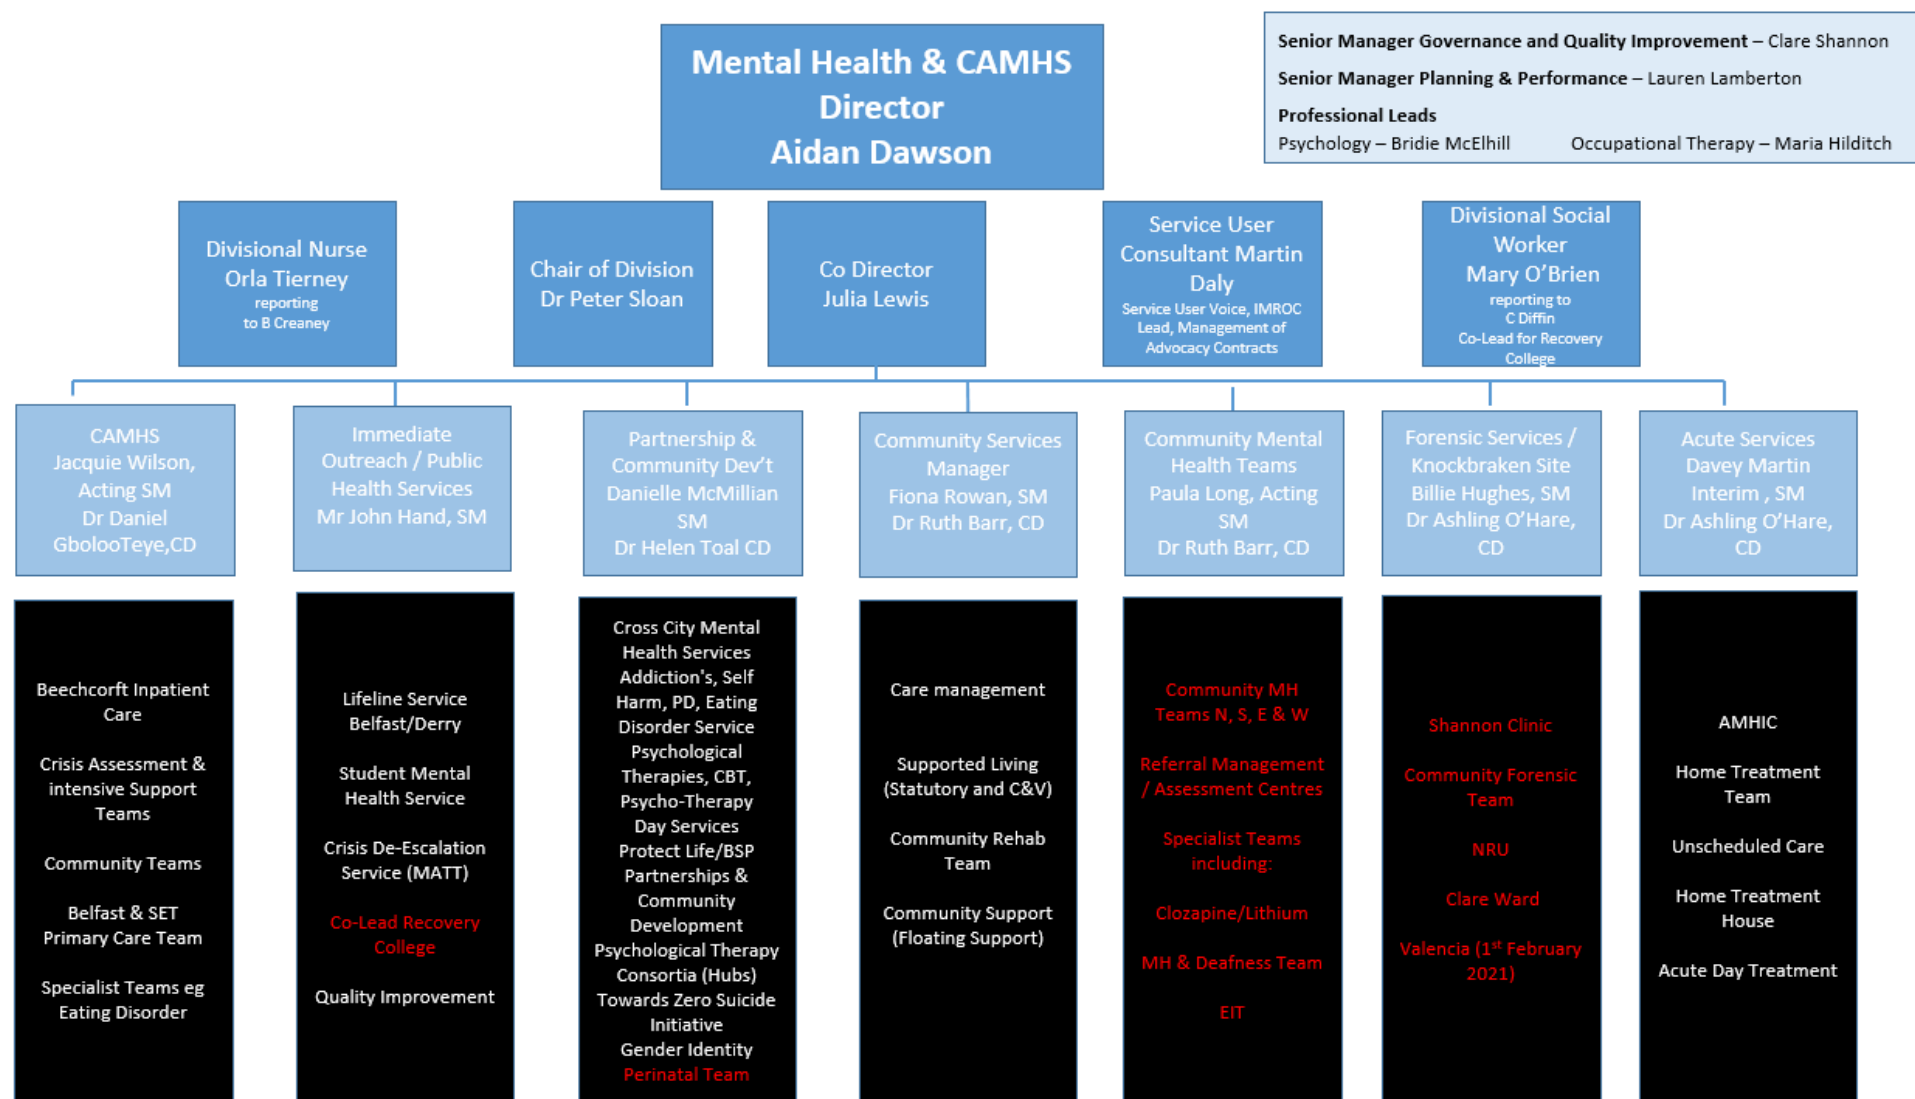 Mental Health & CAMHS
Director
Aidan Dawson
Senior Manager Governance and Quality Improvement – Clare Shannon
Senior Manager Planning & Performance – Lauren Lamberton
Professional Leads
Psychology – Bridie McElhill Occupational Therapy – Maria Hilditch
Divisional Nurse
Orla Tierney
reporting
to B Creaney
Chair of Division
Dr Peter Sloan
Co Director
Julia Lewis
Service User
Consultant Martin
Daly
Service User Voice, IMROC
Lead, Management of
Advocacy Contracts
Divisional Social
Worker
Mary O’Brien
reporting to
C Diffin
Co-Lead for Recovery
College
CAMHS
Jacquie Wilson,
Acting SM
Dr Daniel
GbolooTeye,CD
Immediate
Outreach / Public
Health Services
Mr John Hand, SM
Partnership &
Community Dev’t
Danielle McMillian
SM
Dr Helen Toal CD
Community Services
Manager
Fiona Rowan, SM
Dr Ruth Barr, CD
Community Mental
Health Teams
Paula Long, Acting
SM
Dr Ruth Barr, CD
Forensic Services /
Knockbraken Site
Billie Hughes, SM
Dr Ashling O’Hare,
CD
Acute Services
Davey Martin
Interim , SM
Dr Ashling O’Hare,
CD
Beechcorft Inpatient
Care
Crisis Assessment &
intensive Support
Teams
Community Teams
Belfast & SET
Primary Care Team
Specialist Teams eg
Eating Disorder
Lifeline Service
Belfast/Derry
Student Mental
Health Service
Crisis De-Escalation
Service (MATT)
Co-Lead Recovery
College
Quality Improvement
Cross City Mental
Health Services
Addiction's, Self
Harm, PD, Eating
Disorder Service
Psychological
Therapies, CBT,
Psycho-Therapy
Day Services
Protect Life/BSP
Partnerships &
Community
Development
Psychological Therapy
Consortia (Hubs)
Towards Zero Suicide
Initiative
Gender Identity
Perinatal Team
Care management
Supported Living
(Statutory and C&V)
Community Rehab
Team
Community Support
(Floating Support)
Community MH
Teams N, S, E & W
Referral Management
/ Assessment Centres
Specialist Teams
including:
Clozapine/Lithium
MH & Deafness Team
EIT
Shannon Clinic
Community Forensic
Team
NRU
Clare Ward
Valencia (1st February
2021)
AMHIC
Home Treatment
Team
Unscheduled Care
Home Treatment
House
Acute Day Treatment